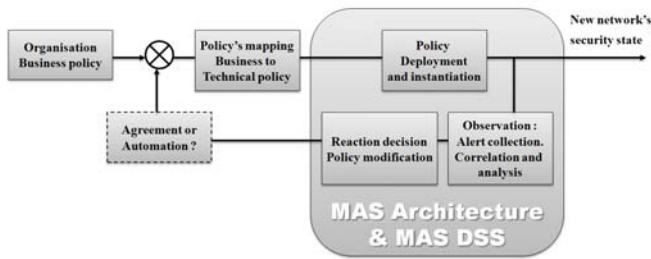 New network's
security state
Organisation
Business policy
Policy's mapping
Business to
Technical policy
Policy
Deployment
and instantiation
Agreement or
Automation ?
Reaction decision
Policy modification
Observation :
Alert collection.
Correlation and
analysis
MAS Architecture
& MAS DSS